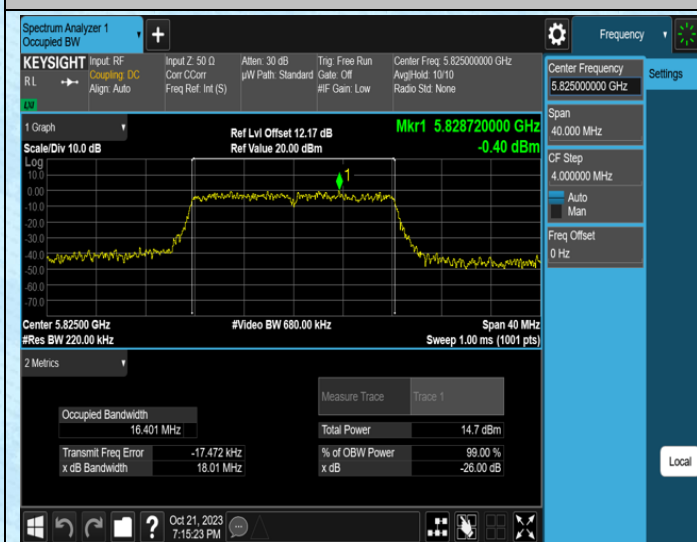 Spectrum Analyzer 1
Occupied BW
+
Frequency
KEYSIGHT
RL
Input: RF
Coupling: DC
Align: Auto
Input Z: 50 Ω
Corr CCorr
Freq Ref: Int (S)
Atten: 30 dB
µW Path: Standard
Trig: Free Run
Gate: Off
#IF Gain: Low
Center Freq: 5.825000000 GHz
Avg|Hold: 10/10
Radio Std: None
LXI
Center Frequency
5.825000000 GHz
Settings
Span
40.000 MHz
CF Step
4.000000 MHz
Auto
Man
Freq Offset
0 Hz
1 Graph
Scale/Div 10.0 dB
Ref Lvl Offset 12.17 dB
Ref Value 20.00 dBm
Mkr1 5.828720000 GHz
-0.40 dBm
Log
10.0
0.00
-10.0
-20.0
-30.0
-40.0
-50.0
-60.0
-70.0
1
Center 5.82500 GHz
#Res BW 220.00 kHz
#Video BW 680.00 kHz
Span 40 MHz
Sweep 1.00 ms (1001 pts)
2 Metrics
Measure Trace Trace 1
Occupied Bandwidth
16.401 MHz
Total Power 14.7 dBm
Transmit Freq Error -17.472 kHz
% of OBW Power 99.00 %
x dB Bandwidth 18.01 MHz
x dB -26.00 dB
Local
?
Oct 21, 2023
7:15:23 PM